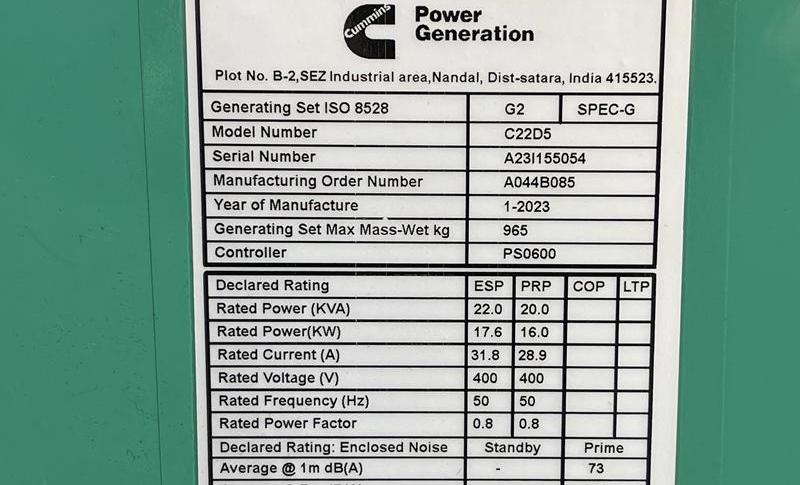 Cummins
Power
Generation
Plot No. B-2,SEZ Industrial area,Nandal, Dist-satara, India 415523.
Generating Set ISO 8528 G2 SPEC-G
Model Number C22D5
Serial Number A23I155054
Manufacturing Order Number A044B085
Year of Manufacture 1-2023
Generating Set Max Mass-Wet kg 965
Controller PS0600
Declared Rating ESP PRP COP LTP
Rated Power (KVA) 22.0 20.0
Rated Power(KW) 17.6 16.0
Rated Current (A) 31.8 28.9
Rated Voltage (V) 400 400
Rated Frequency (Hz) 50 50
Rated Power Factor 0.8 0.8
Declared Rating: Enclosed Noise Standby Prime
Average @ 1m dB(A) - 73